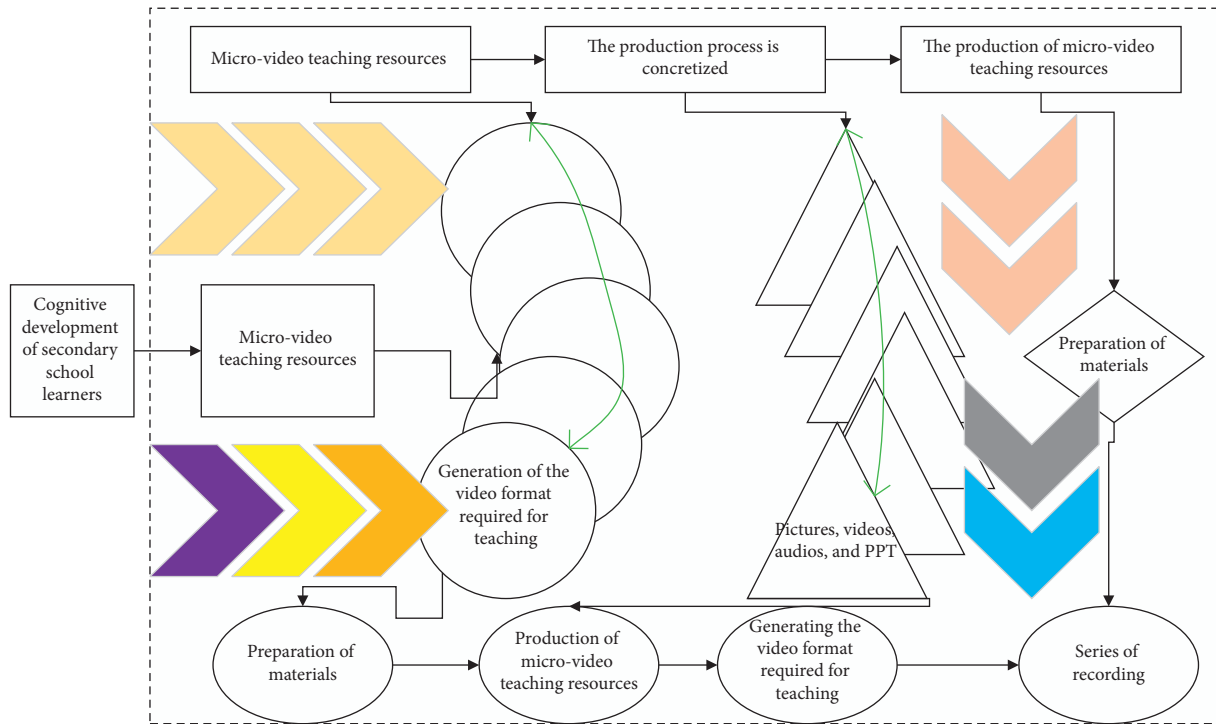 Micro-video teaching resources
The production process is
concretized
The production of micro-video
teaching resources
Cognitive
development
of secondary
school
learners
Micro-video
teaching resources
Preparation of
materials
Generation of the
video format
required for
teaching
Pictures, videos,
audios, and PPT
Preparation of
materials
Production of
micro-video
teaching resources
Generating the
video format
required for
teaching
Series of
recording